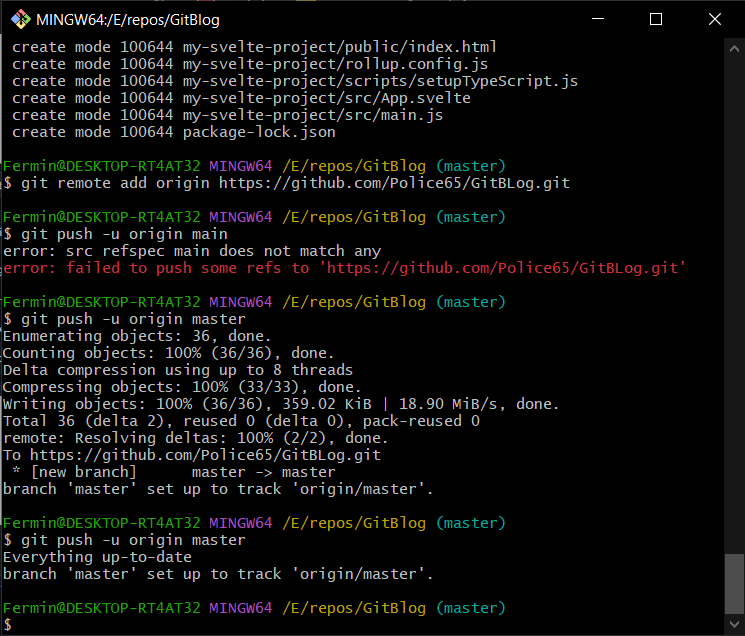 MINGW64:/E/repos/GitBlog
create mode 100644 my-svelte-project/public/index.html
create mode 100644 my-svelte-project/rollup.config.js
create mode 100644 my-svelte-project/scripts/setupTypeScript.js
create mode 100644 my-svelte-project/src/App.svelte
create mode 100644 my-svelte-project/src/main.js
create mode 100644 package-lock.json
Fermin@DESKTOP-RT4AT32 MINGW64 /E/repos/GitBlog (master)
$ git remote add origin https://github.com/Police65/GitBLog.git
Fermin@DESKTOP-RT4AT32 MINGW64 /E/repos/GitBlog (master)
$ git push -u origin main
error: src refspec main does not match any
error: failed to push some refs to 'https://github.com/Police65/GitBLog.git'
Fermin@DESKTOP-RT4AT32 MINGW64 /E/repos/GitBlog (master)
$ git push -u origin master
Enumerating objects: 36, done.
Counting objects: 100% (36/36), done.
Delta compression using up to 8 threads
Compressing objects: 100% (33/33), done.
Writing objects: 100% (36/36), 359.02 KiB | 18.90 MiB/s, done.
Total 36 (delta 2), reused 0 (delta 0), pack-reused 0
remote: Resolving deltas: 100% (2/2), done.
To https://github.com/Police65/GitBLog.git
* [new branch]      master -> master
branch 'master' set up to track 'origin/master'.
Fermin@DESKTOP-RT4AT32 MINGW64 /E/repos/GitBlog (master)
$ git push -u origin master
Everything up-to-date
branch 'master' set up to track 'origin/master'.
Fermin@DESKTOP-RT4AT32 MINGW64 /E/repos/GitBlog (master)
$